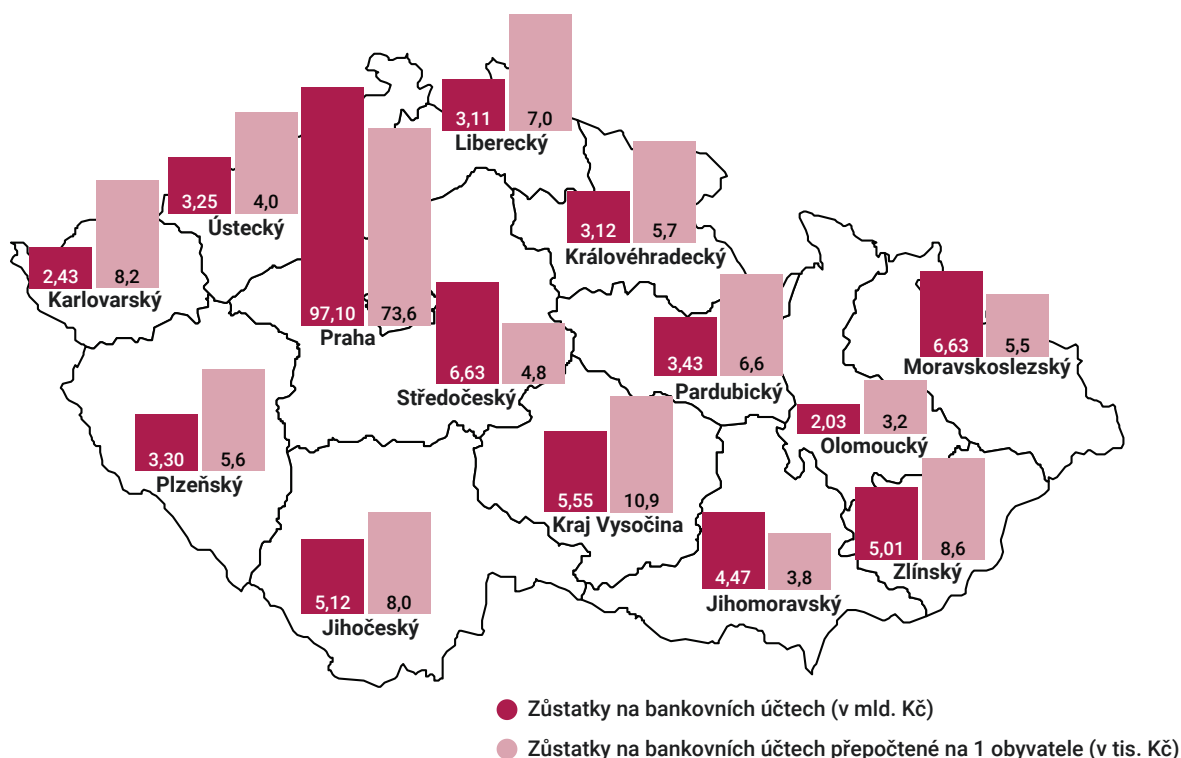 3,11 7,0
Liberecký
3,25 4,0
Ústecký
3,12 5,7
Královéhradecký
2,43 8,2
Karlovarský
97,10 73,6
Praha
6,63 5,5
Moravskoslezský
6,63 4,8
Středočeský
3,43 6,6
Pardubický
2,03 3,2
Olomoucký
3,30 5,6
Plzeňský
5,55 10,9
Kraj Vysočina
5,01 8,6
Zlínský
4,47 3,8
Jihomoravský
5,12 8,0
Jihočeský
Zůstatky na bankovních účtech (v mld. Kč)
Zůstatky na bankovních účtech přepočtené na 1 obyvatele (v tis. Kč)